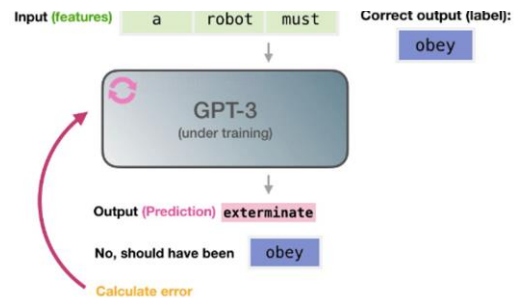 Input (features) a robot must
Correct output (label):
obey
GPT-3
(under training)
Output (Prediction) exterminate
No, should have been obey
Calculate error